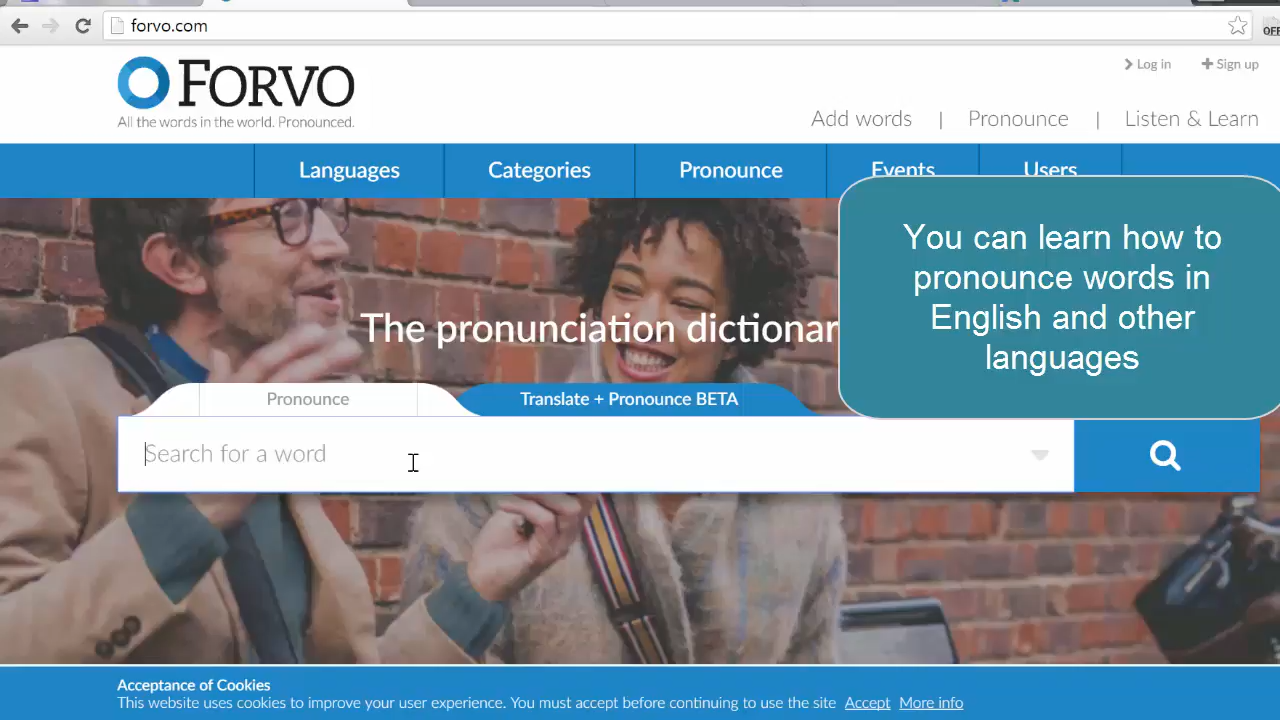 forvo.com
OFF
FORVO
All the words in the world. Pronounced.
Log in
Sign up
Add words | Pronounce | Listen & Learn
Languages
Categories
Pronounce
Events
Users
You can learn how to
pronounce words in
English and other
languages
The pronunciation dictionar
Pronounce
Translate + Pronounce BETA
Search for a word
Acceptance of Cookies
This website uses cookies to improve your user experience. You must accept before continuing to use the site Accept More info